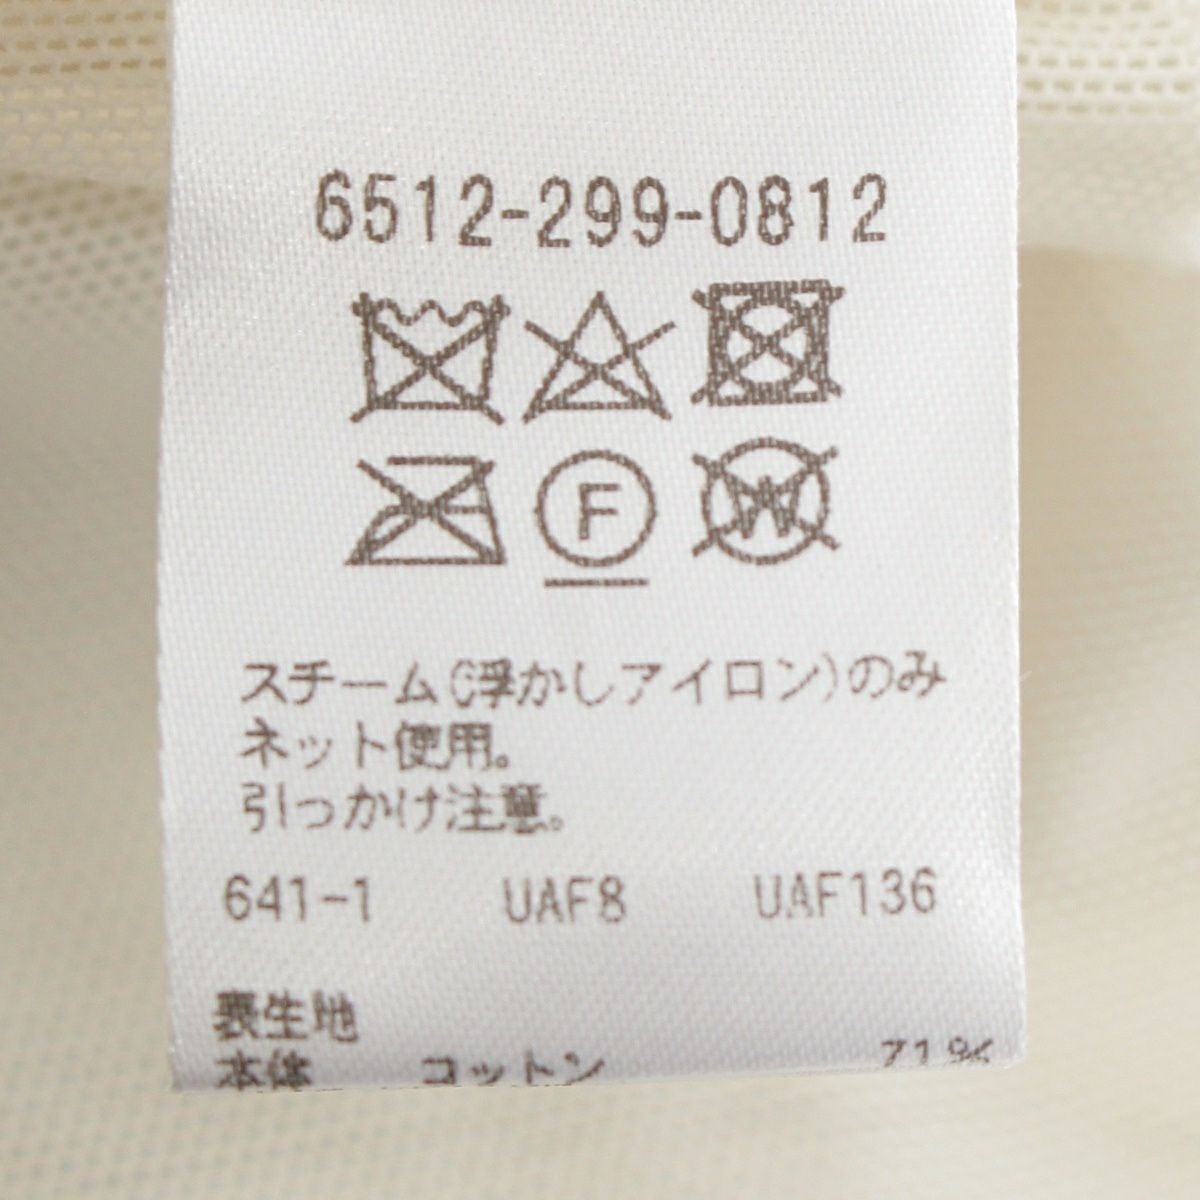 6512-299-0812
F
W
スチーム(浮かしアイロン)のみ
ネット使用。
引っかけ注意。
641-1 UAF8 UAF136
表生地
本体 コットン 71%